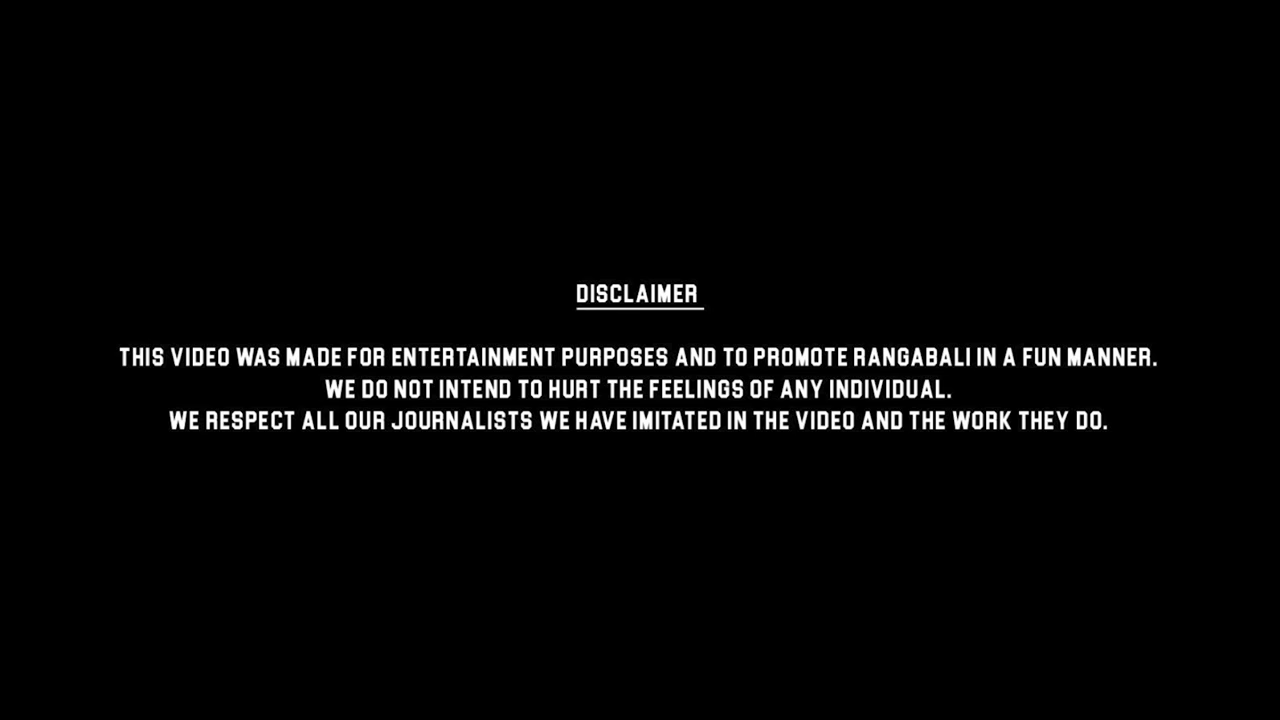 DISCLAIMER
THIS VIDEO WAS MADE FOR ENTERTAINMENT PURPOSES AND TO PROMOTE RANGABALI IN A FUN MANNER.
WE DO NOT INTEND TO HURT THE FEELINGS OF ANY INDIVIDUAL.
WE RESPECT ALL OUR JOURNALISTS WE HAVE IMITATED IN THE VIDEO AND THE WORK THEY DO.